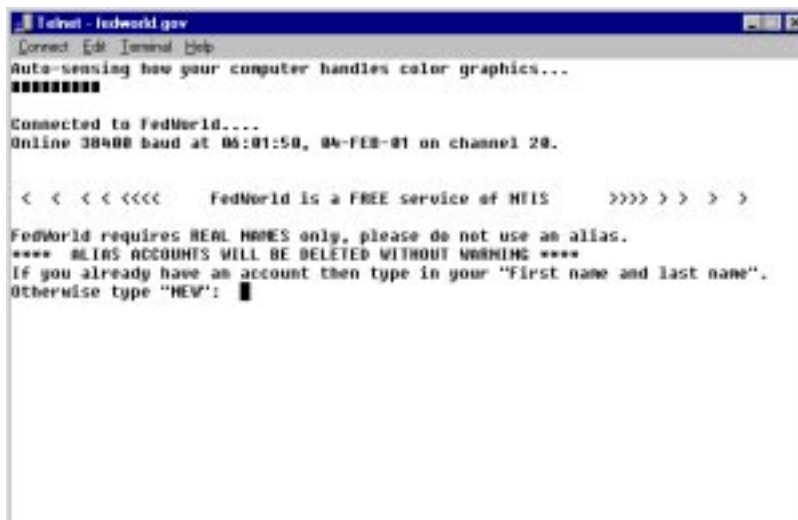 Telnet - fedworld.gov
Connect Edit Terminal Help
Auto-sensing how your computer handles color graphics...
Connected to FedWorld....
Online 38400 baud at 06:01:50, 04-FEB-01 on channel 20.
< < < < <<<< FedWorld is a FREE service of NTIS >>>> > > > >
FedWorld requires REAL NAMES only, please do not use an alias.
**** ALIAS ACCOUNTS WILL BE DELETED WITHOUT WARNING ****
If you already have an account then type in your "First name and last name".
Otherwise type "NEW":